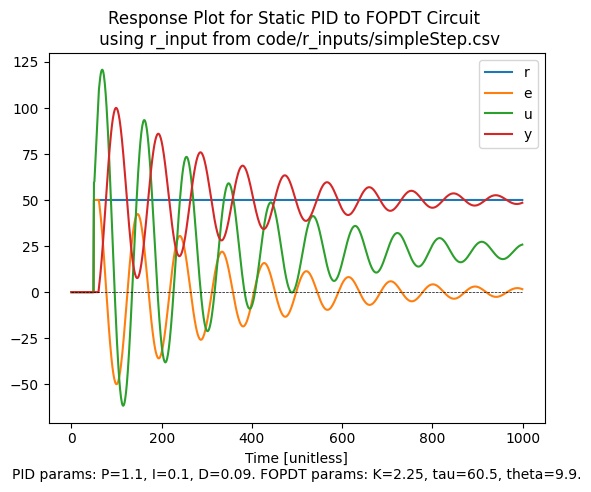 Response Plot for Static PID to FOPDT Circuit
using r_input from code/r_inputs/simpleStep.csv
125
100
75
50
25
0
−25
−50
r
e
u
y
0
200
400
600
800
1000
Time [unitless]
PID params: P=1.1, I=0.1, D=0.09. FOPDT params: K=2.25, tau=60.5, theta=9.9.